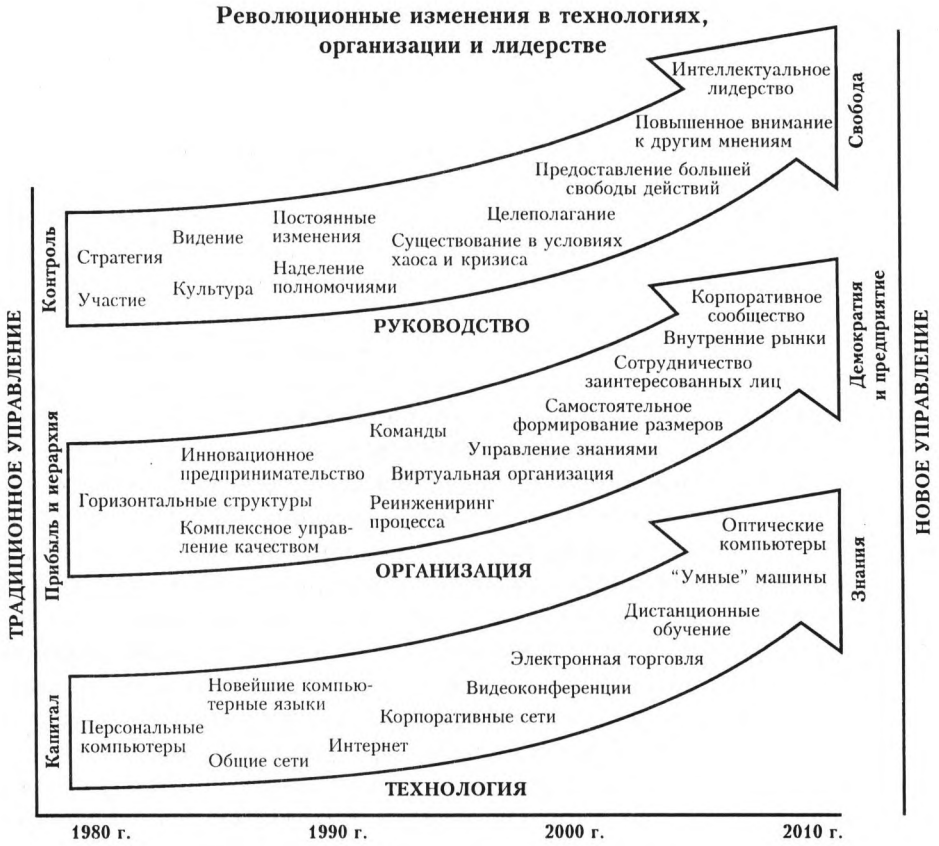 Революционные изменения в технологиях,
организации и лидерстве
ТРАДИЦИОННОЕ УПРАВЛЕНИЕ
Контроль
Интеллектуальное
лидерство
Повышенное внимание
к другим мнениям
Предоставление большей
свободы действий
Целеполагание
Существование в условиях
хаоса и кризиса
Постоянные
изменения
Наделение
полномочиями
Видение
Культура
Стратегия
Участие
РУКОВОДСТВО
Свобода
Прибыль и иерархия
Корпоративное
сообщество
Внутренние рынки
Сотрудничество
заинтересованных лиц
Самостоятельное
формирование размеров
Управление знаниями
Виртуальная организация
Команды
Реинжениринг
процесса
Инновационное
предпринимательство
Горизонтальные структуры
Комплексное управ-
ление качеством
ОРГАНИЗАЦИЯ
Демократия
и предприятие
Капитал
Оптические
компьютеры
"Умные" машины
Дистанционные
обучение
Электронная торговля
Видеоконференции
Корпоративные сети
Интернет
Новейшие компью-
терные языки
Общие сети
Персональные
компьютеры
ТЕХНОЛОГИЯ
Знания
НОВОЕ УПРАВЛЕНИЕ
1980 г.
1990 г.
2000 г.
2010 г.